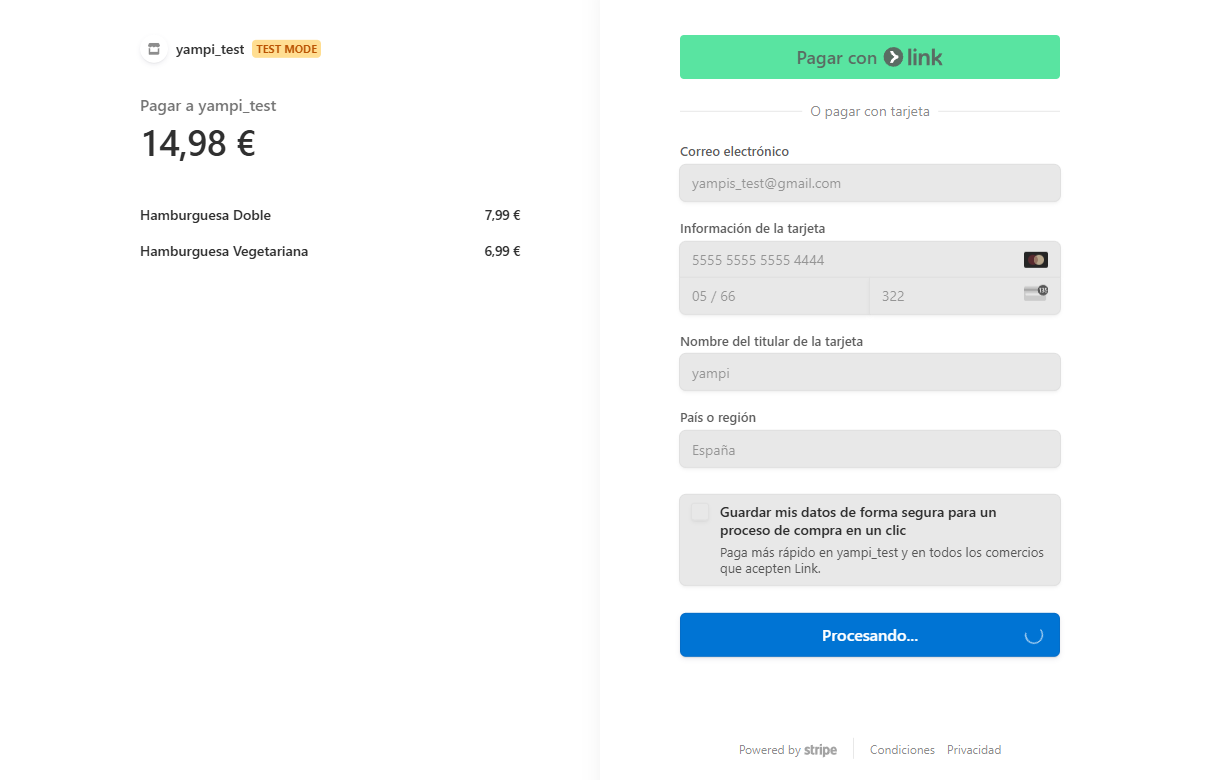 yampi_test TEST MODE
Pagar a yampi_test
14,98 €
Hamburguesa Doble 7,99 €
Hamburguesa Vegetariana 6,99 €
Pagar con link
O pagar con tarjeta
Correo electrónico
yampis_test@gmail.com
Información de la tarjeta
5555 5555 5555 4444
05 / 66 322
Nombre del titular de la tarjeta
yampi
País o región
España
Guardar mis datos de forma segura para un
proceso de compra en un clic
Paga más rápido en yampi_test y en todos los comercios
que acepten Link.
Procesando...
Powered by stripe Condiciones Privacidad